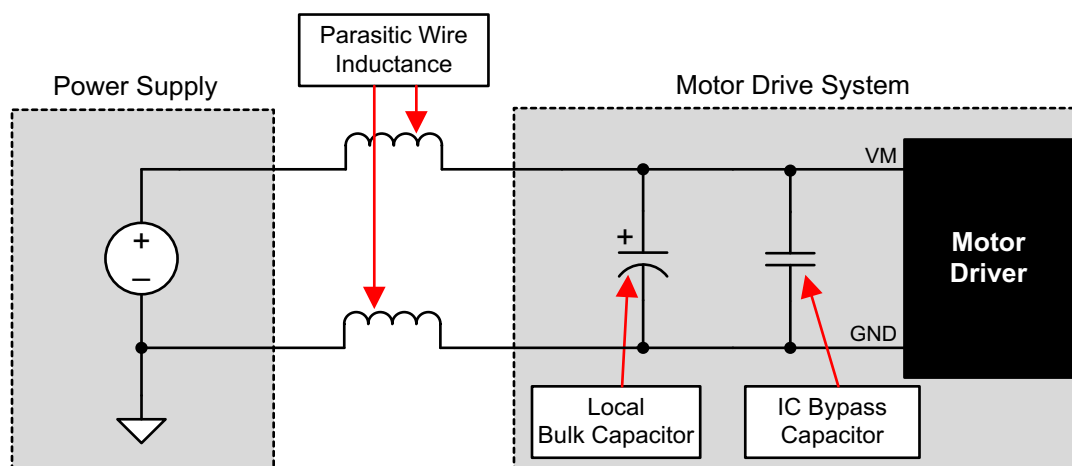 Parasitic Wire
Inductance
Power Supply
Motor Drive System
VM
+
–
+
Motor
Driver
GND
Local
Bulk Capacitor
IC Bypass
Capacitor